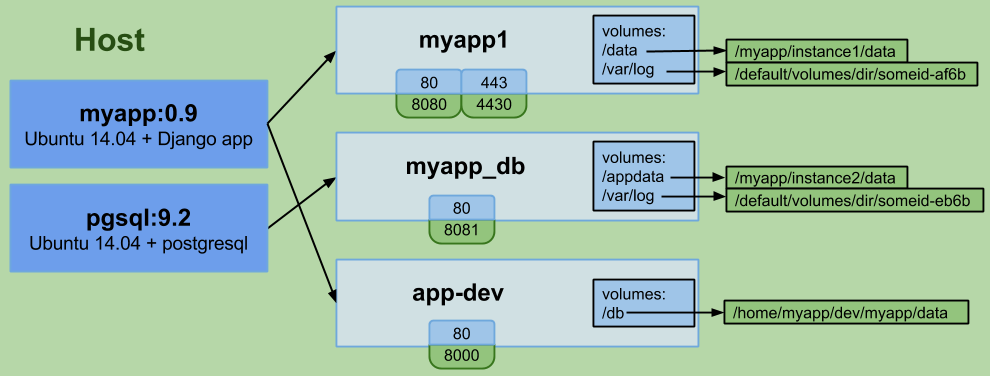 Host
myapp:0.9
Ubuntu 14.04 + Django app
pgsql:9.2
Ubuntu 14.04 + postgresql
myapp1
80 443
8080 4430
volumes:
/data
/var/log
/myapp/instance1/data
/default/volumes/dir/someid-af6b
myapp_db
80
8081
volumes:
/appdata
/var/log
/myapp/instance2/data
/default/volumes/dir/someid-eb6b
app-dev
80
8000
volumes:
/db
/home/myapp/dev/myapp/data